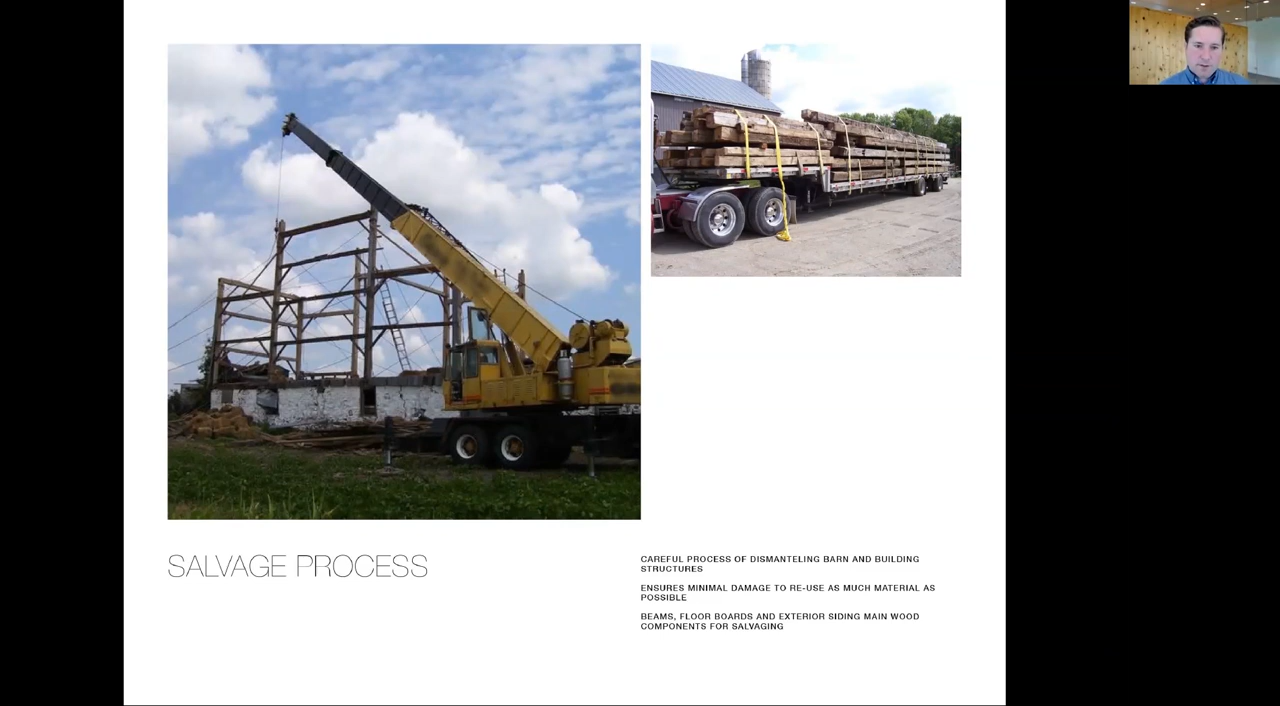 SALVAGE PROCESS
CAREFUL PROCESS OF DISMANTELING BARN AND BUILDING
STRUCTURES
ENSURES MINIMAL DAMAGE TO RE-USE AS MUCH MATERIAL AS
POSSIBLE
BEAMS, FLOOR BOARDS AND EXTERIOR SIDING MAIN WOOD
COMPONENTS FOR SALVAGING